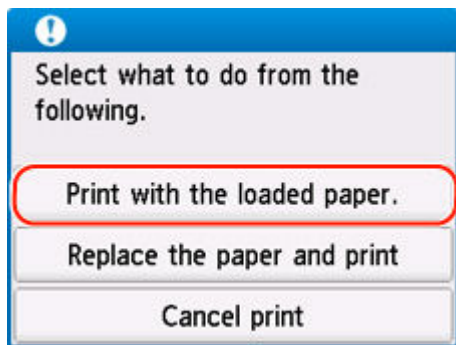 Select what to do from the
following.
Print with the loaded paper.
Replace the paper and print
Cancel print